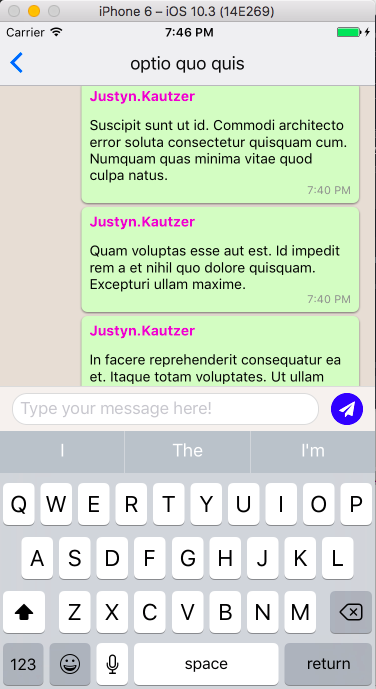 iPhone 6 – iOS 10.3 (14E269)
Carrier 7:46 PM
optio quo quis
Justyn.Kautzer
Suscipit sunt ut id. Commodi architecto
error soluta consectetur quisquam cum.
Numquam quas minima vitae quod
culpa natus.
7:40 PM
Justyn.Kautzer
Quam voluptas esse aut est. Id impedit
rem a et nihil quo dolore quisquam.
Excepturi ullam maxime.
7:40 PM
Justyn.Kautzer
In facere reprehenderit consequatur ea
et. Itaque totam voluptates. Ut ullam
Type your message here!
I The I'm
Q W E R T Y U I O P
A S D F G H J K L
Z X C V B N M
123 space return